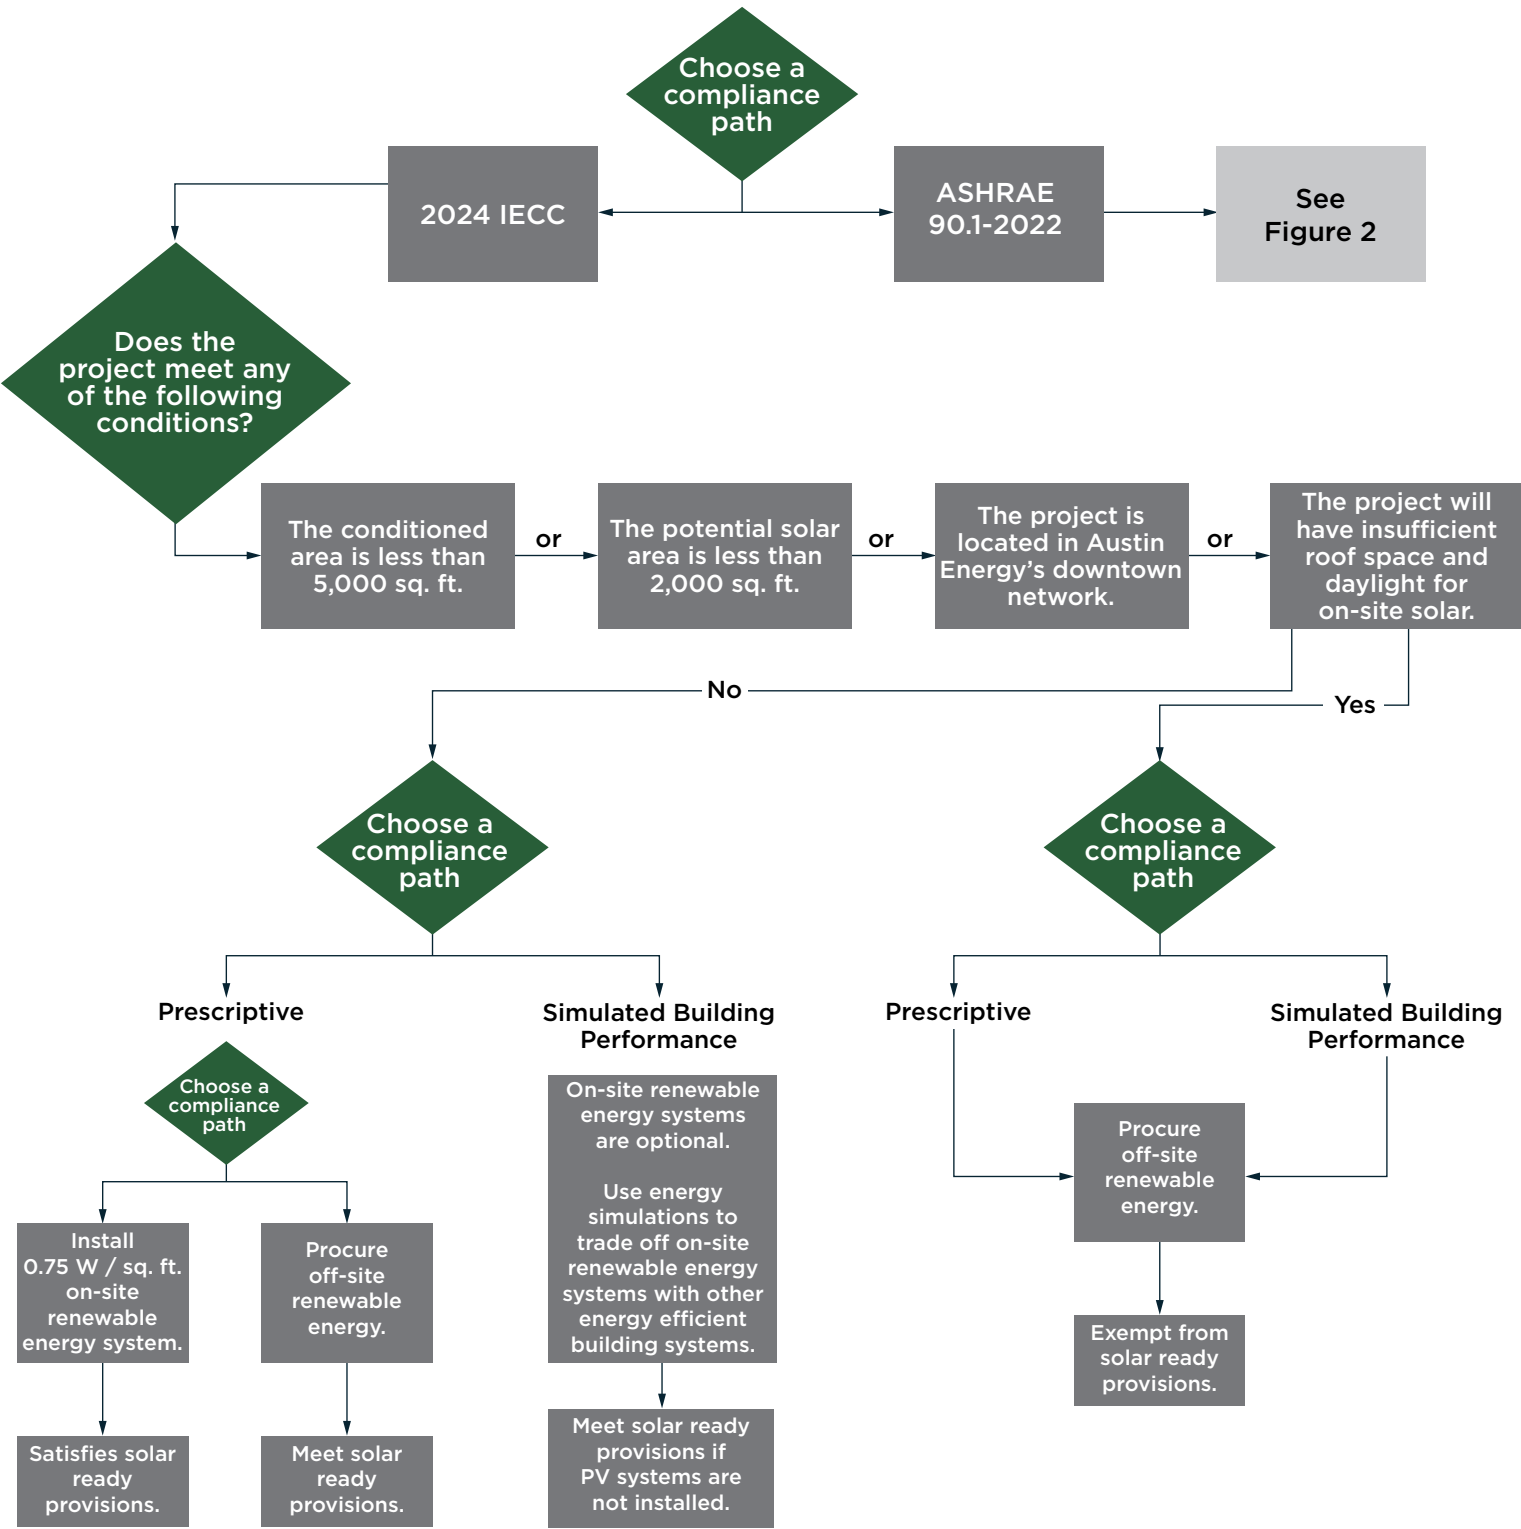 Choose a
compliance
path
2024 IECC
ASHRAE
90.1-2022
See
Figure 2
Does the
project meet any
of the following
conditions?
The conditioned
area is less than
5,000 sq. ft.
or
The potential solar
area is less than
2,000 sq. ft.
or
The project is
located in Austin
Energy’s downtown
network.
or
The project will
have insufficient
roof space and
daylight for
on-site solar.
No
Yes
Choose a
compliance
path
Choose a
compliance
path
Prescriptive
Simulated Building
Performance
Prescriptive
Simulated Building
Performance
Choose a
compliance
path
On-site renewable
energy systems
are optional.
Use energy
simulations to
trade off on-site
renewable energy
systems with other
energy efficient
building systems.
Procure
off-site
renewable
energy.
Install
0.75 W / sq. ft.
on-site
renewable
energy system.
Procure
off-site
renewable
energy.
Exempt from
solar ready
provisions.
Satisfies solar
ready
provisions.
Meet solar
ready
provisions.
Meet solar ready
provisions if
PV systems are
not installed.